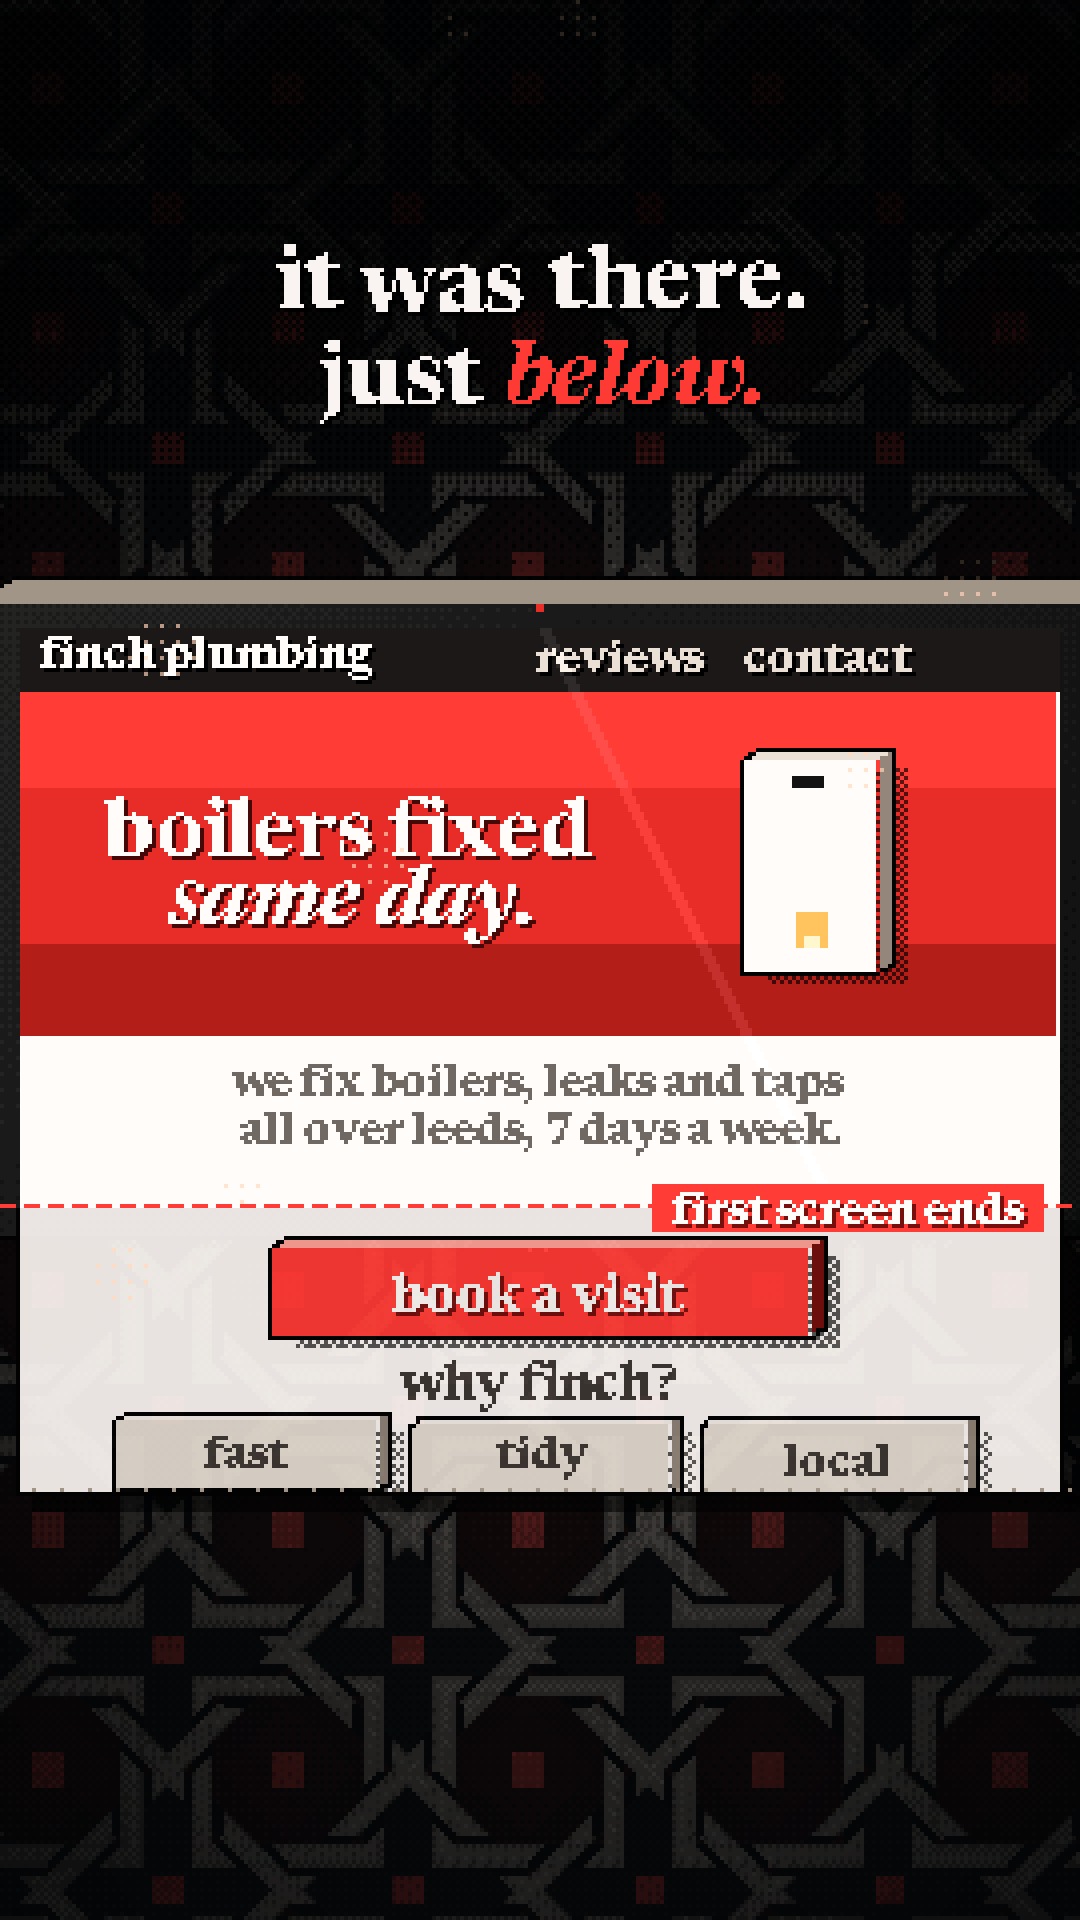 it was there.
just below.
finch plumbing
reviews
contact
boilers fixed
same day.
we fix boilers, leaks and taps
all over leeds, 7 days a week.
first screen ends
book a visit
why finch?
fast
tidy
local